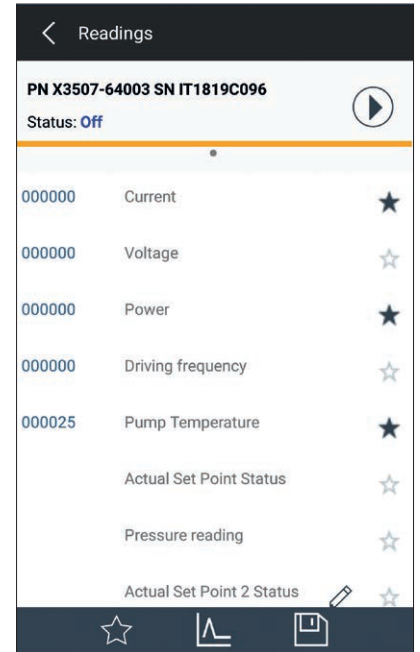 Readings
PN X3507-64003 SN IT1819C096
Status: Off
000000 Current
000000 Voltage
000000 Power
000000 Driving frequency
000025 Pump Temperature
Actual Set Point Status
Pressure reading
Actual Set Point 2 Status